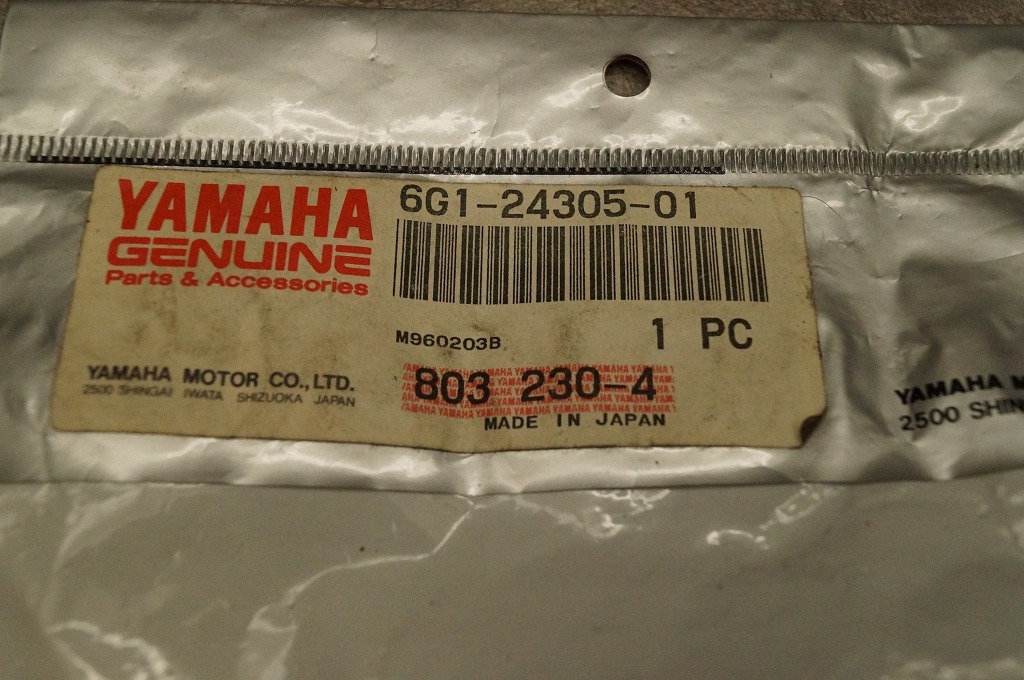 YAMAHA
GENUINE
Parts & Accessories
6G1-24305-01
M960203B
1 PC
YAMAHA MOTOR CO., LTD.
2500 SHINGAI IWATA SHIZUOKA JAPAN
803 230-4
MADE IN JAPAN
YAMAHA M
2500 SHIN